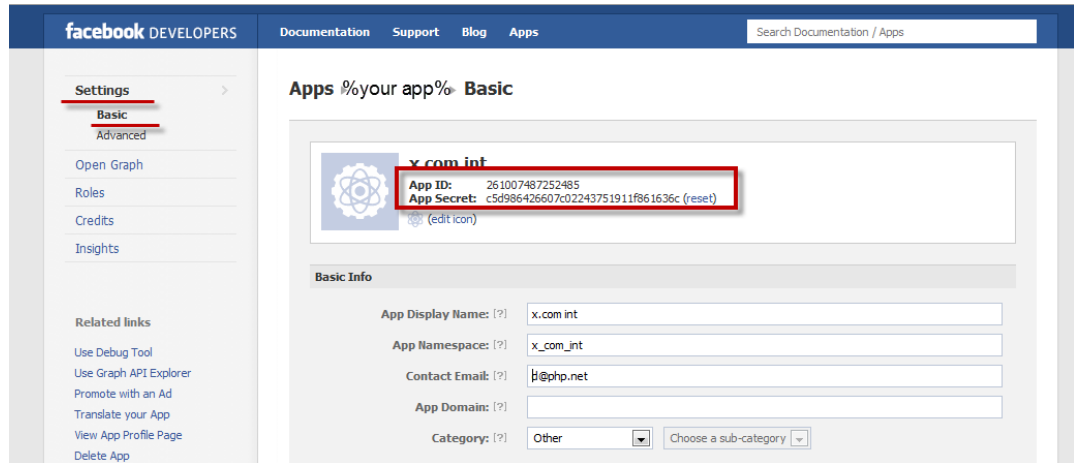 facebook DEVELOPERS
Documentation Support Blog Apps
Search Documentation / Apps
Settings
Basic
Advanced
Open Graph
Roles
Credits
Insights
Related links
Use Debug Tool
Use Graph API Explorer
Promote with an Ad
Translate your App
View App Profile Page
Delete App
Apps %your app% Basic
x com int
App ID: 261007487252485
App Secret: c5d986426607c02243751911f861636c (reset)
(edit icon)
Basic Info
App Display Name: [?] x.com int
App Namespace: [?] x_com_int
Contact Email: [?] d@php.net
App Domain: [?]
Category: [?] Other Choose a sub-category